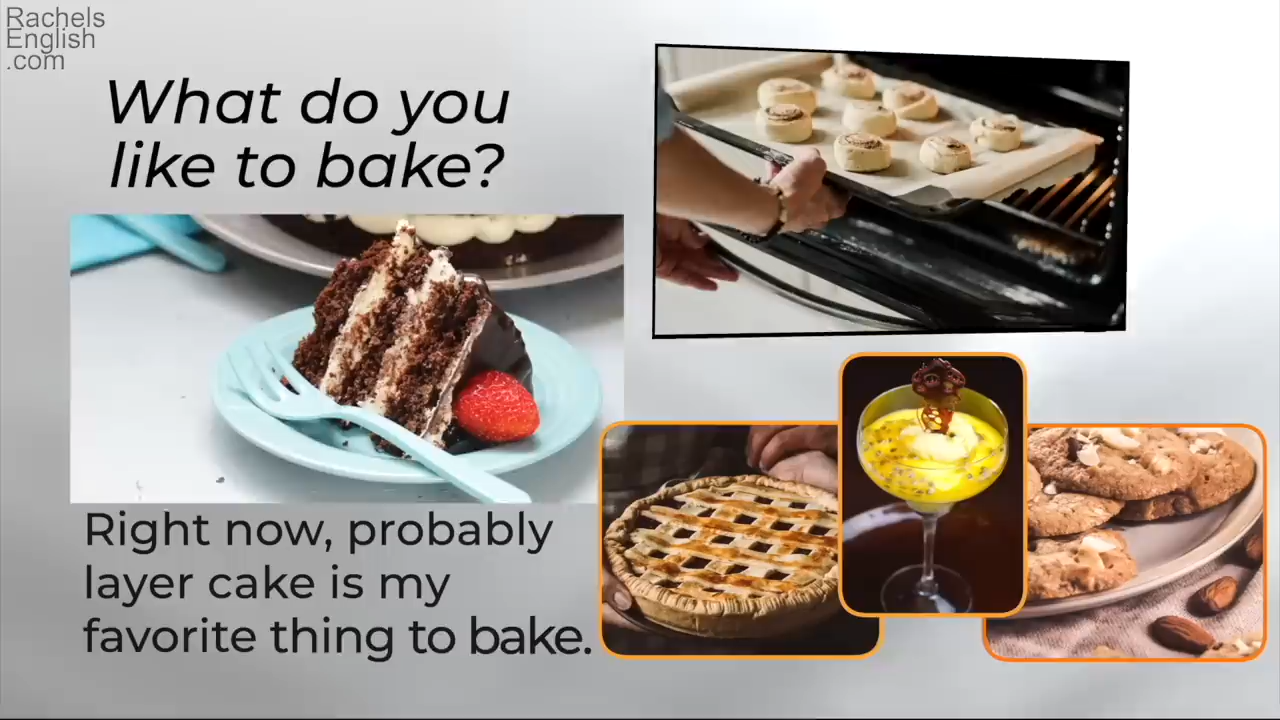 Rachels
English
.com
What do you
like to bake?
Right now, probably
layer cake is my
favorite thing to bake.